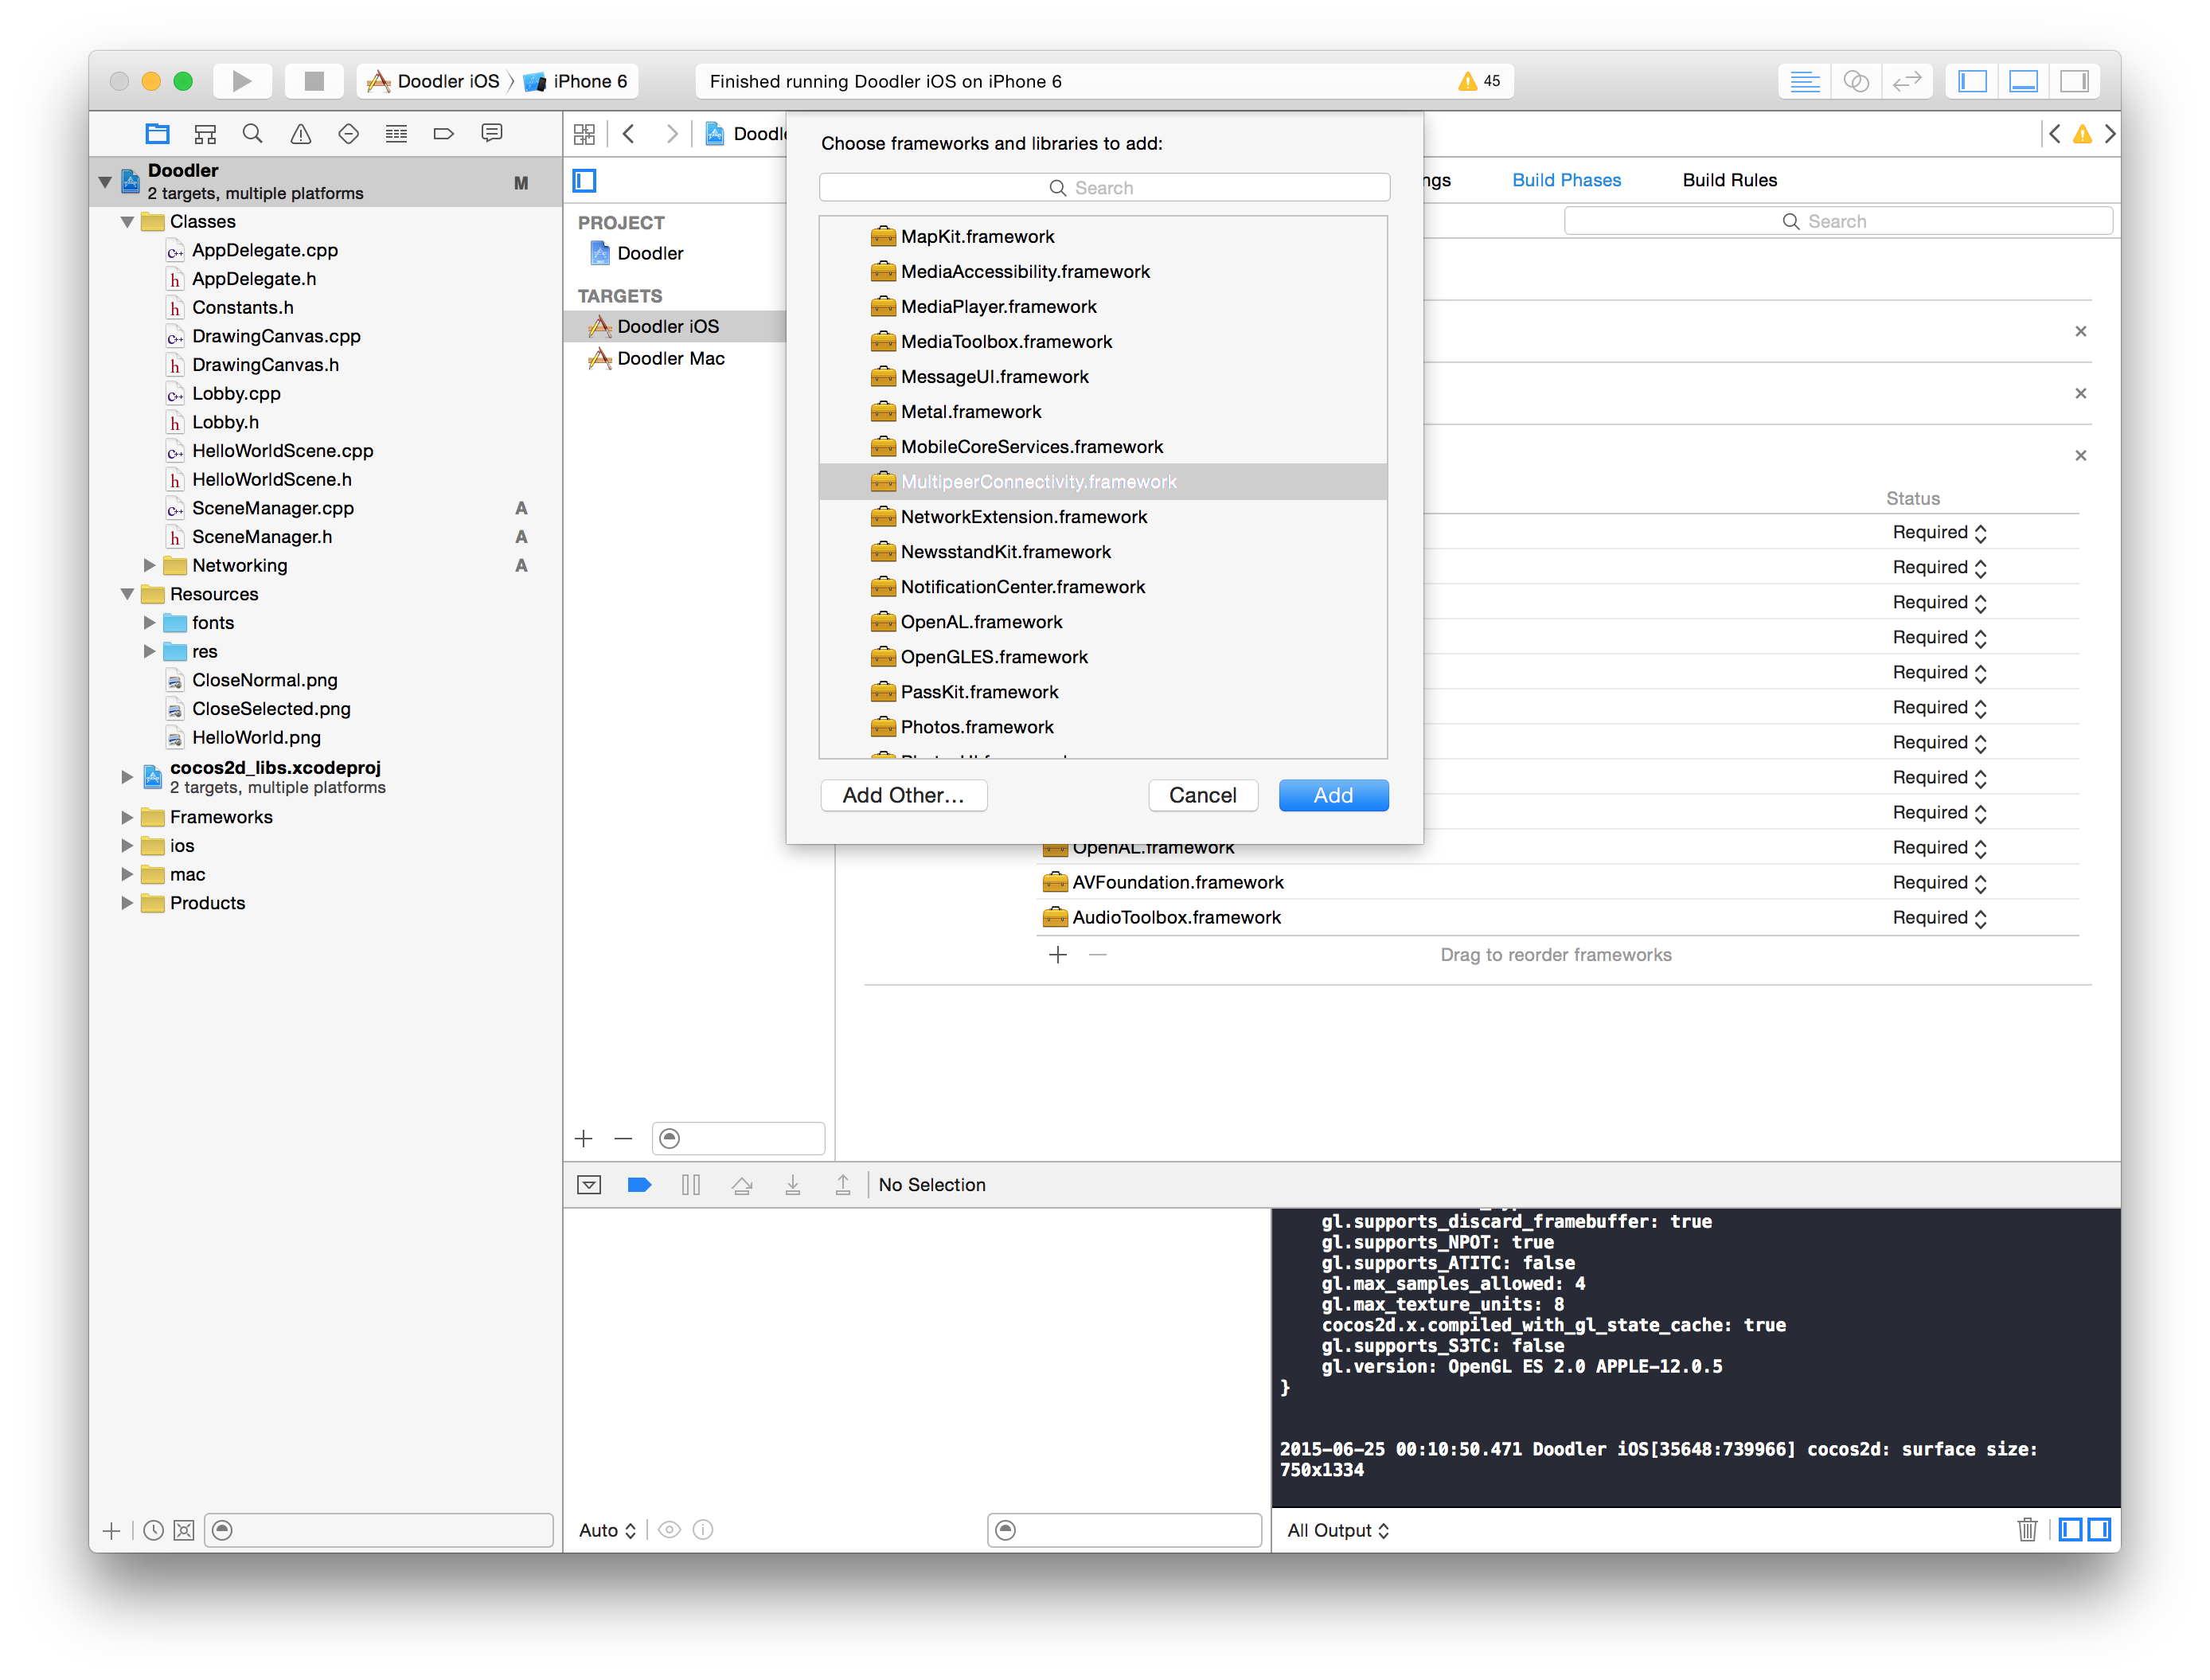 Doodler iOS
iPhone 6
Finished running Doodler iOS on iPhone 6
45
Doodler
2 targets, multiple platforms
M
Classes
AppDelegate.cpp
AppDelegate.h
Constants.h
DrawingCanvas.cpp
DrawingCanvas.h
Lobby.cpp
Lobby.h
HelloWorldScene.cpp
HelloWorldScene.h
SceneManager.cpp A
SceneManager.h A
Networking A
Resources
fonts
res
CloseNormal.png
CloseSelected.png
HelloWorld.png
cocos2d_libs.xcodeproj
2 targets, multiple platforms
Frameworks
ios
mac
Products
PROJECT
Doodler
TARGETS
Doodler iOS
Doodler Mac
Choose frameworks and libraries to add:
Search
MapKit.framework
MediaAccessibility.framework
MediaPlayer.framework
MediaToolbox.framework
MessageUI.framework
Metal.framework
MobileCoreServices.framework
MultipeerConnectivity.framework
NetworkExtension.framework
NewsstandKit.framework
NotificationCenter.framework
OpenAL.framework
OpenGLES.framework
PassKit.framework
Photos.framework
Add Other...
Cancel
Add
Build Phases
Build Rules
Search
Status
Required
Required
Required
Required
Required
Required
Required
Required
Required
OpenAL.framework Required
AVFoundation.framework Required
AudioToolbox.framework Required
Drag to reorder frameworks
No Selection
gl.supports_discard_framebuffer: true
gl.supports_NPOT: true
gl.supports_ATITC: false
gl.max_samples_allowed: 4
gl.max_texture_units: 8
cocos2d.x.compiled_with_gl_state_cache: true
gl.supports_S3TC: false
gl.version: OpenGL ES 2.0 APPLE-12.0.5
}
2015-06-25 00:10:50.471 Doodler iOS[35648:739966] cocos2d: surface size:
750x1334
Auto
All Output